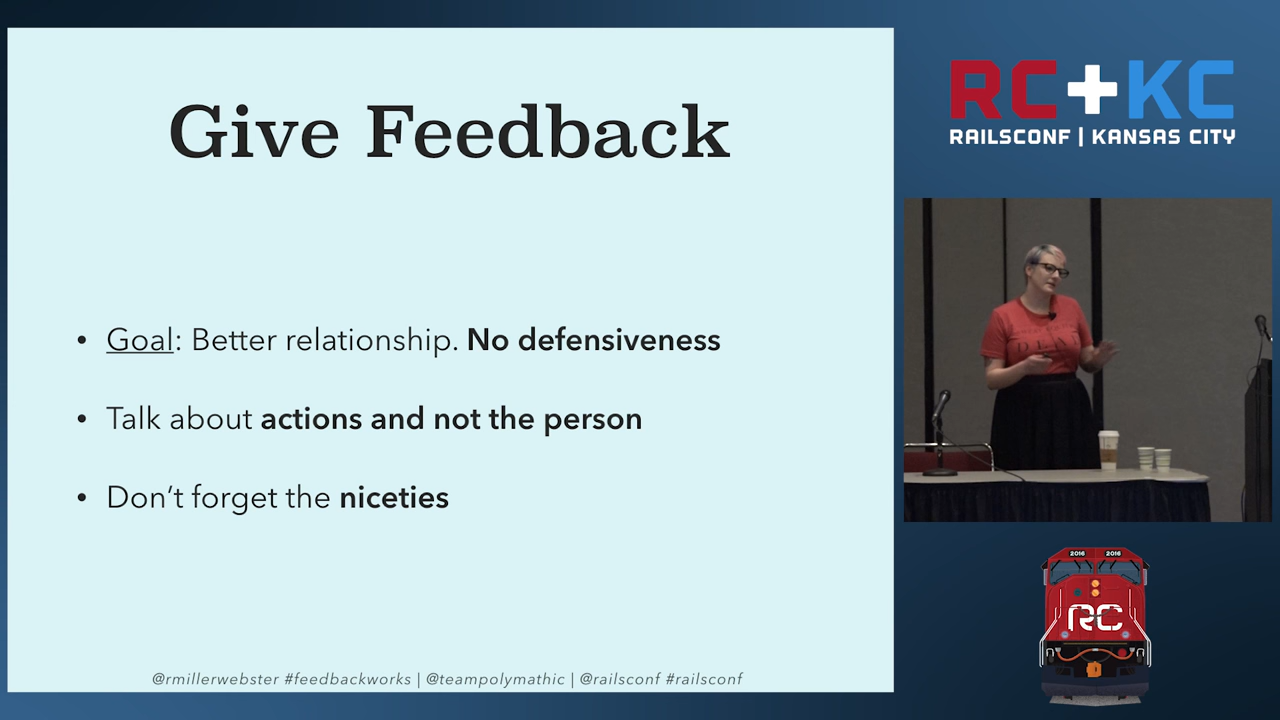 Give Feedback
• Goal: Better relationship. No defensiveness
• Talk about actions and not the person
• Don’t forget the niceties
@rmillerwebster #feedbackworks | @teampolymathic | @railsconf #railsconf
RC+KC
RAILSCONF | KANSAS CITY
2016 2016
RC